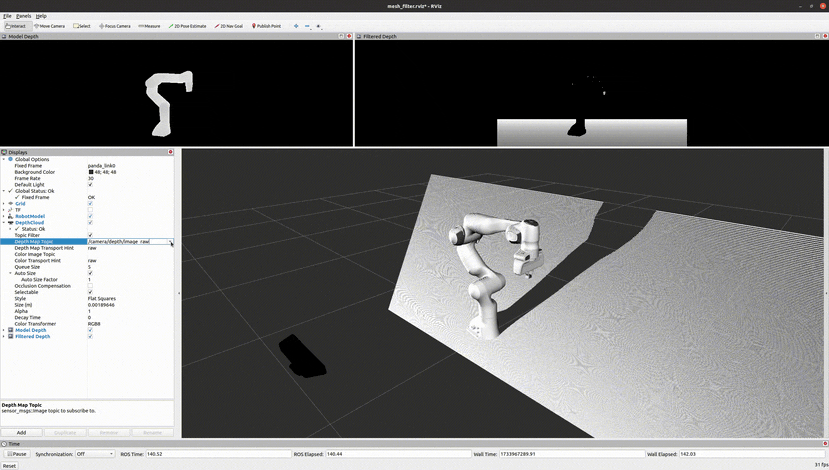 mesh_filter.rviz* - RViz
File Panels Help
Interact Move Camera Select Focus Camera Measure 2D Pose Estimate 2D Nav Goal Publish Point
Model Depth
Filtered Depth
Displays
Global Options
Fixed Frame panda_link0
Background Color 48; 48; 48
Frame Rate 30
Default Light
Global Status: Ok
Fixed Frame OK
Grid
TF
RobotModel
DepthCloud
Status: Ok
Topic Filter
Depth Map Topic /camera/depth/image_raw
Depth Map Transport Hint raw
Color Image Topic
Color Transport Hint raw
Queue Size 5
Auto Size
Auto Size Factor 1
Occlusion Compensation
Selectable
Style Flat Squares
Size (m) 0.00189646
Alpha 1
Decay Time 0
Color Transformer RGB8
Model Depth
Filtered Depth
Depth Map Topic
sensor_msgs::Image topic to subscribe to.
Add Duplicate Remove Rename
Time
Pause Synchronization: Off ROS Time: 140.52 ROS Elapsed: 140.44 Wall Time: 1733967289.91 Wall Elapsed: 142.03
Reset 31 fps